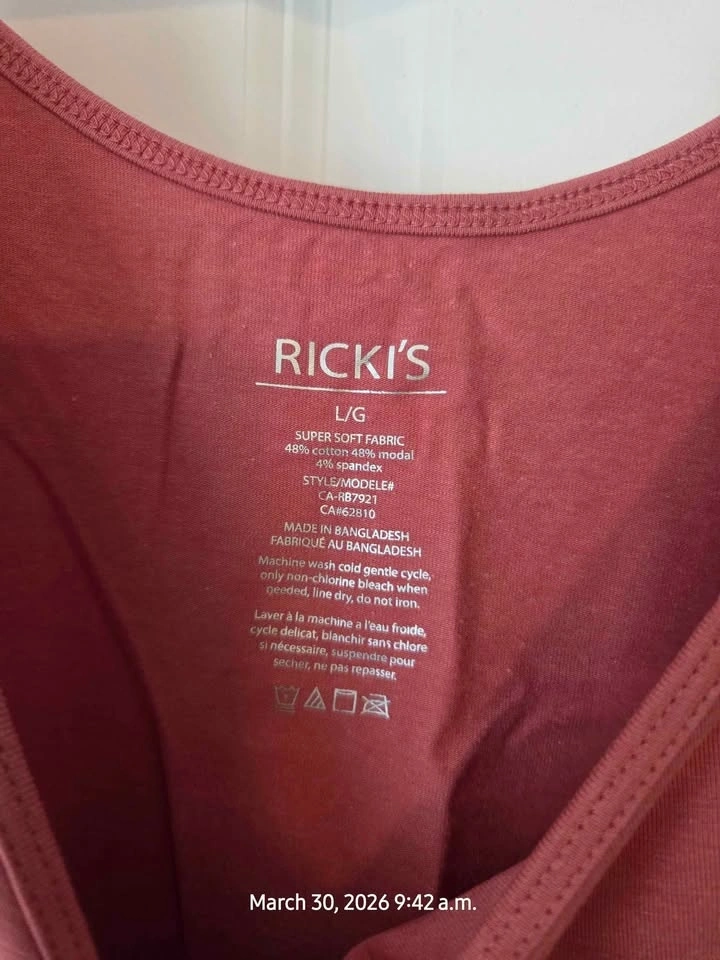 RICKI'S
L/G
SUPER SOFT FABRIC
48% cotton 48% modal
4% spandex
STYLE/MODELE#
CA-RB7921
CA#62810
MADE IN BANGLADESH
FABRIQUÉ AU BANGLADESH
Machine wash cold gentle cycle,
only non-chlorine bleach when
needed, line dry, do not iron.
Laver à la machine a l'eau froide,
cycle delicat, blanchir sans chlore
si nécessaire, suspendre pour
secher, ne pas repasser.
March 30, 2026 9:42 a.m.